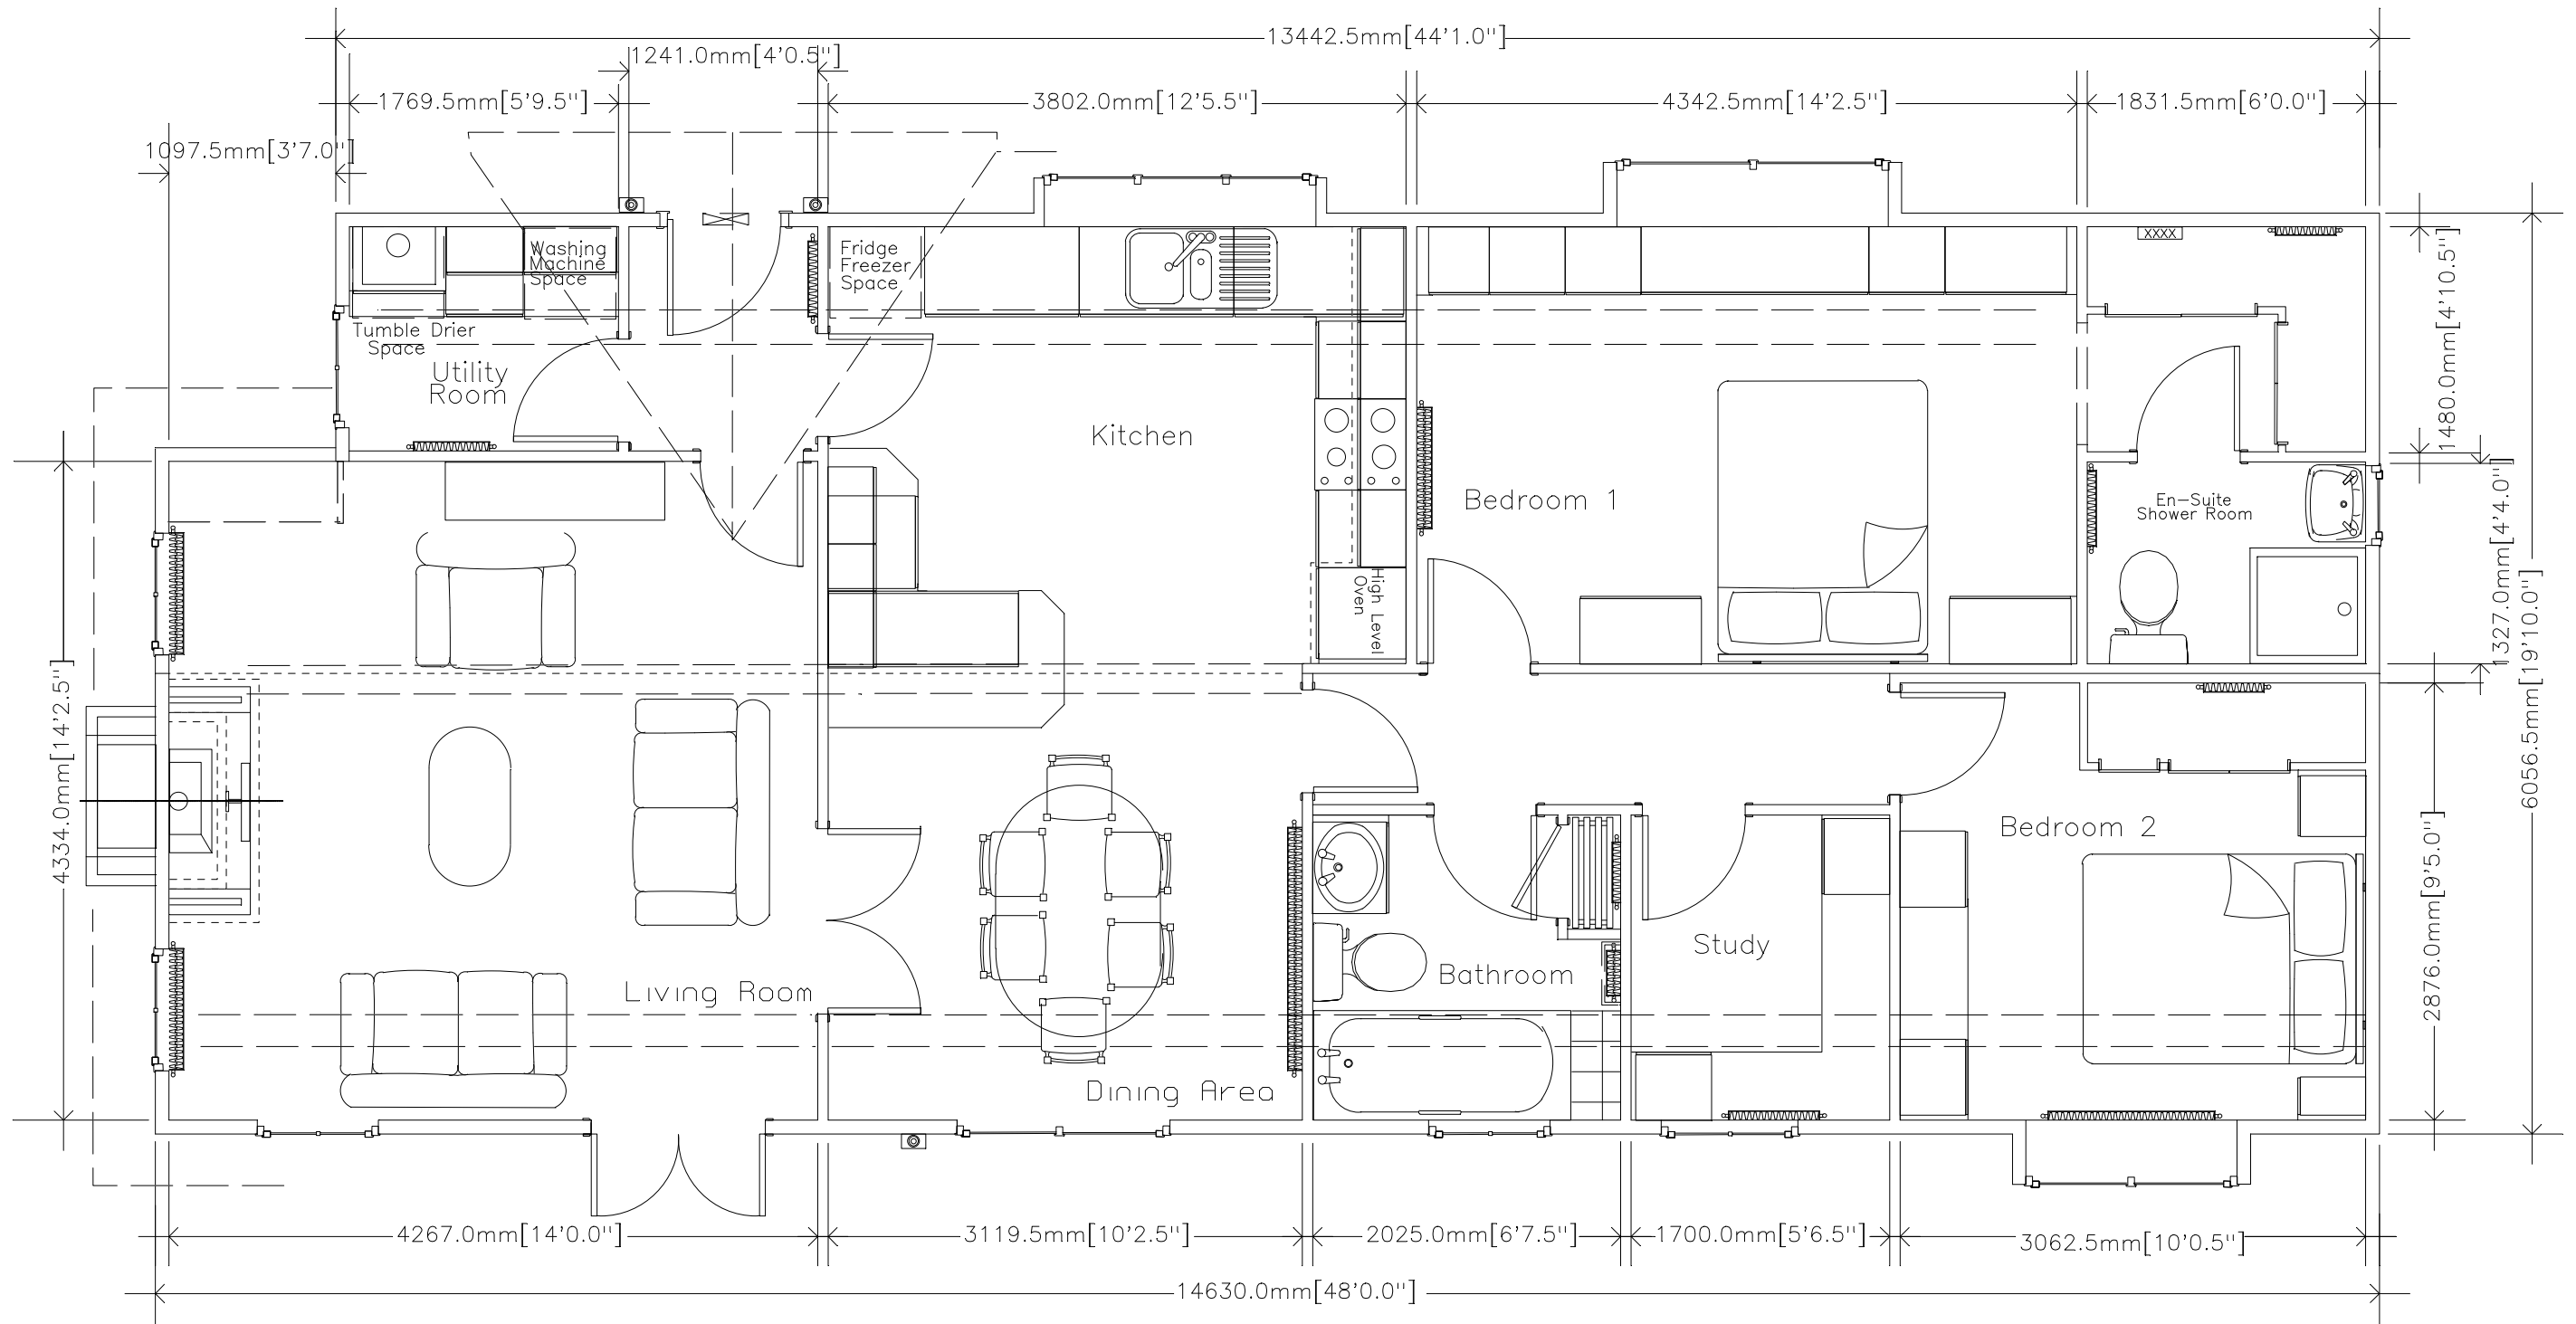 13442.5mm[44'1.0"]
1241.0mm[4'0.5"]
1769.5mm[5'9.5"]
3802.0mm[12'5.5"]
4342.5mm[14'2.5"]
1831.5mm[6'0.0"]
1097.5mm[3'7.0"]
Washing
Machine
Space
Fridge
Freezer
Space
XXXX
Tumble Drier
Space
Utility
Room
Kitchen
Bedroom 1
En-Suite
Shower Room
High Level
Oven
1480.0mm[4'10.5"]
1327.0mm[4'4.0"]
6056.5mm[19'10.0"]
4334.0mm[14'2.5"]
2876.0mm[9'5.0"]
Bedroom 2
Study
Bathroom
Living Room
Dining Area
4267.0mm[14'0.0"]
3119.5mm[10'2.5"]
2025.0mm[6'7.5"]
1700.0mm[5'6.5"]
3062.5mm[10'0.5"]
14630.0mm[48'0.0"]